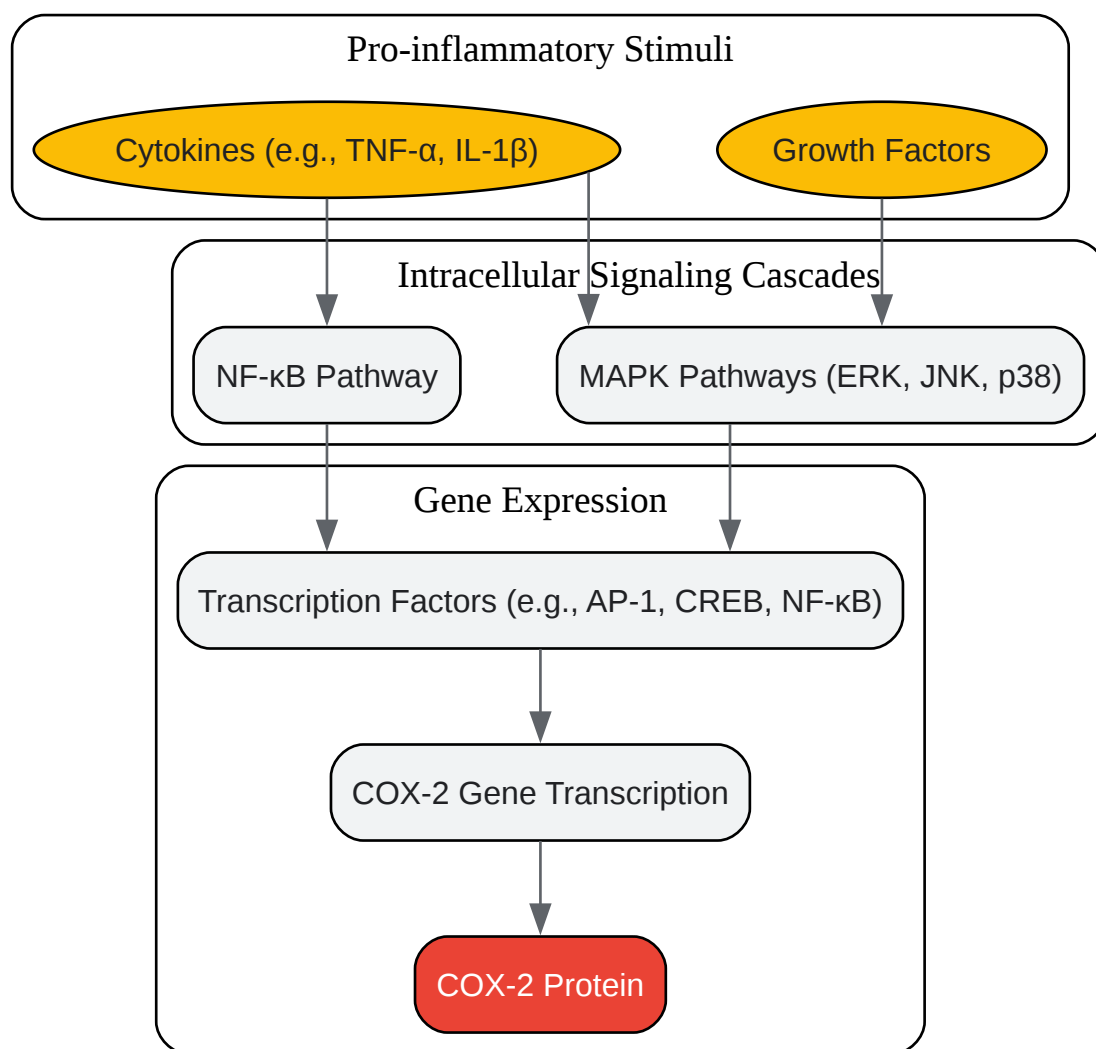 Pro-inflammatory Stimuli
Cytokines (e.g., TNF-α, IL-1β)
Growth Factors
Intracellular Signaling Cascades
NF-κB Pathway
MAPK Pathways (ERK, JNK, p38)
Gene Expression
Transcription Factors (e.g., AP-1, CREB, NF-κB)
COX-2 Gene Transcription
COX-2 Protein